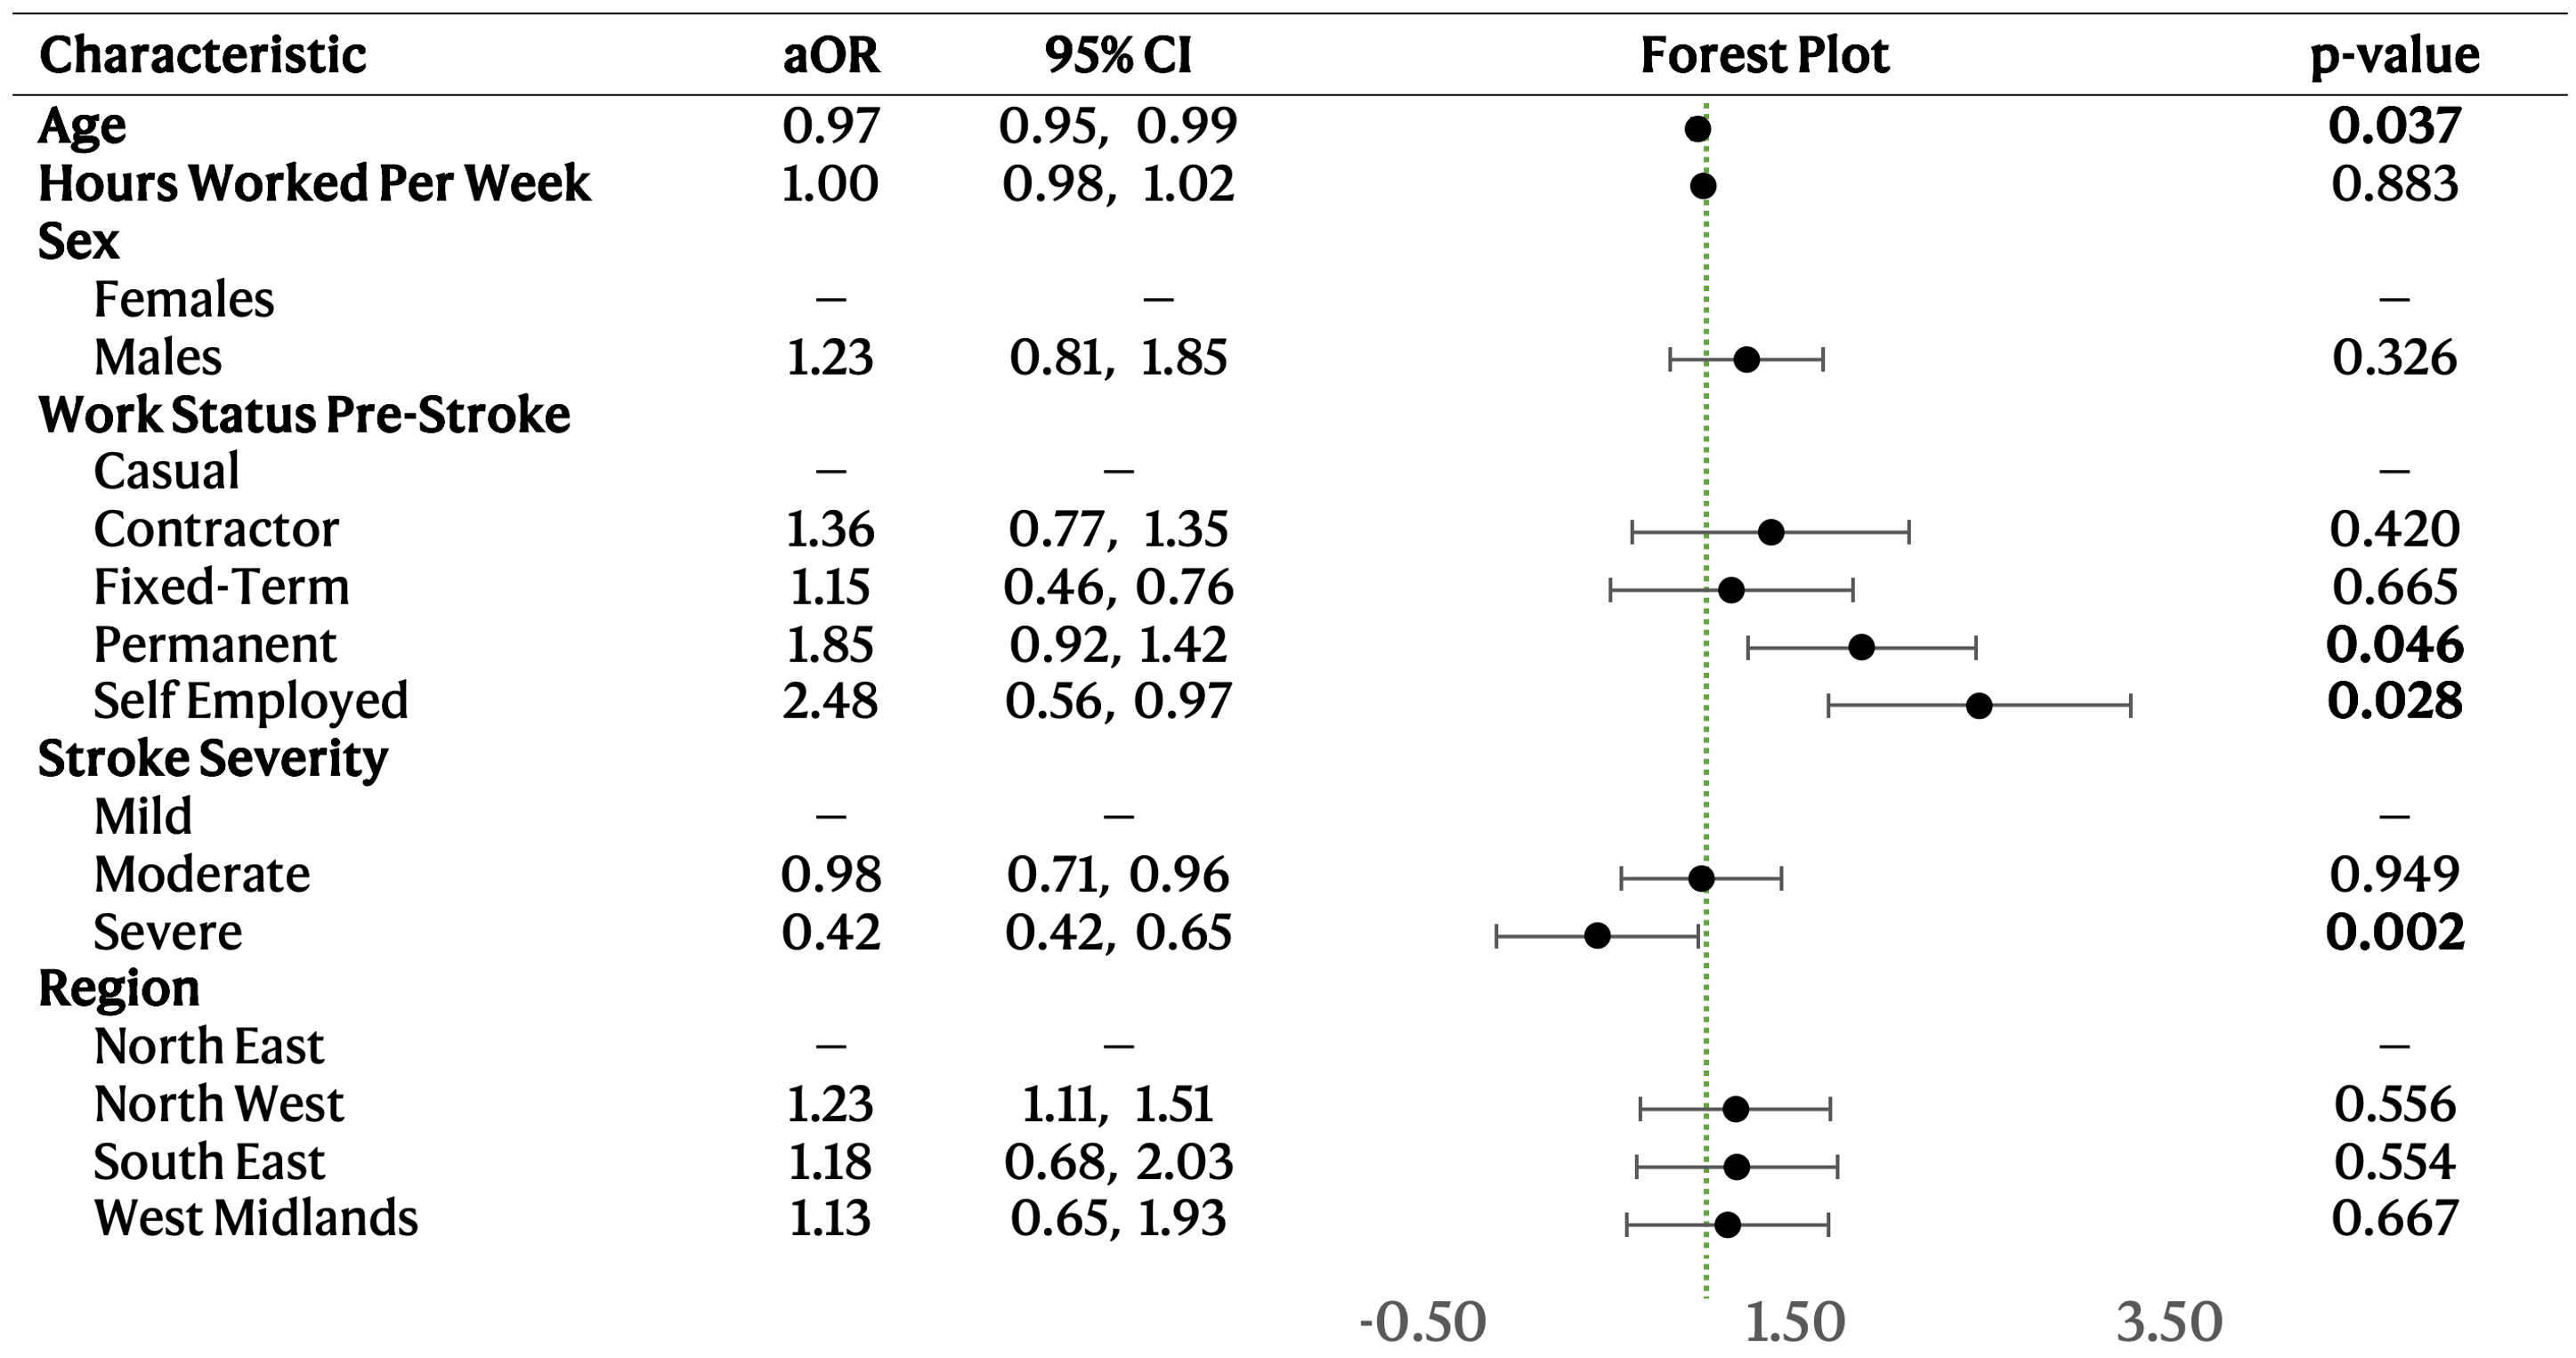 Characteristic aOR 95% CI Forest Plot p-value
Age 0.97 0.95, 0.99 0.037
Hours Worked Per Week 1.00 0.98, 1.02 0.883
Sex
Females – – –
Males 1.23 0.81, 1.85 0.326
Work Status Pre-Stroke
Casual – – –
Contractor 1.36 0.77, 1.35 0.420
Fixed-Term 1.15 0.46, 0.76 0.665
Permanent 1.85 0.92, 1.42 0.046
Self Employed 2.48 0.56, 0.97 0.028
Stroke Severity
Mild – – –
Moderate 0.98 0.71, 0.96 0.949
Severe 0.42 0.42, 0.65 0.002
Region
North East – – –
North West 1.23 1.11, 1.51 0.556
South East 1.18 0.68, 2.03 0.554
West Midlands 1.13 0.65, 1.93 0.667
-0.50 1.50 3.50